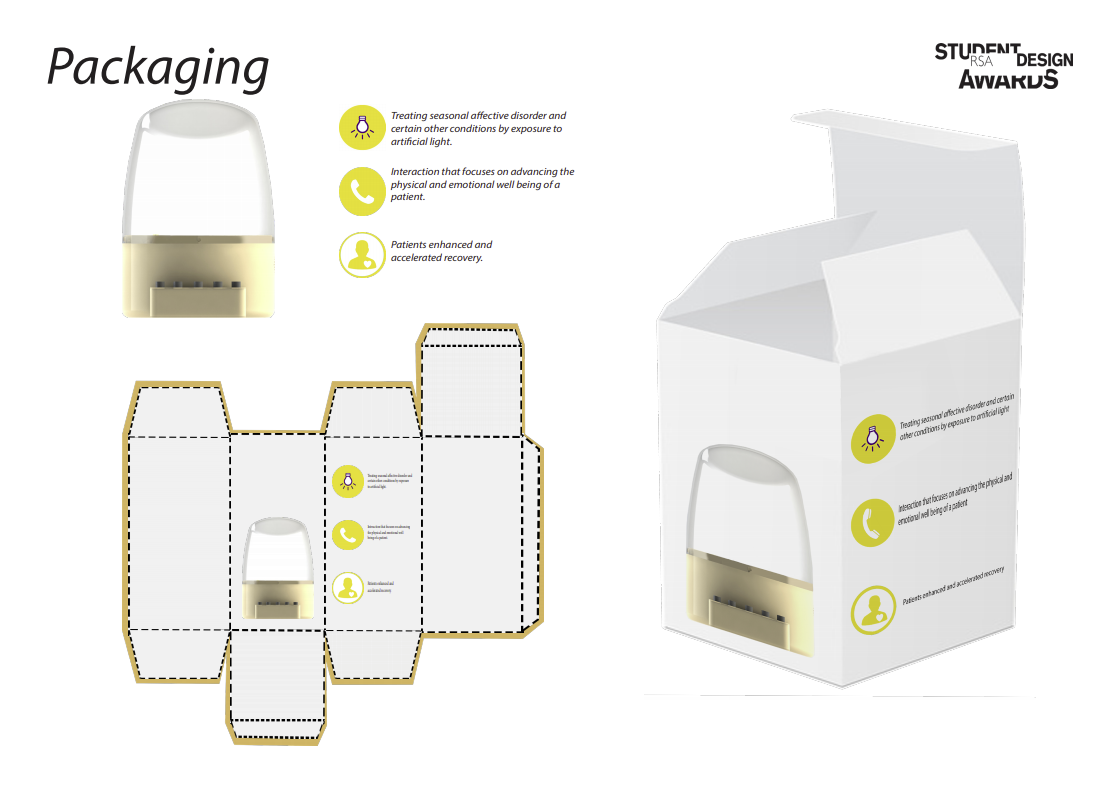 Packaging
STUDENT
RSA DESIGN
AWARDS
Treating seasonal affective disorder and
certain other conditions by exposure to
artificial light.
Interaction that focuses on advancing the
physical and emotional well being of a
patient.
Patients enhanced and
accelerated recovery.
Treating seasonal affective disorder and
certain other conditions by exposure
to artificial light.
Interaction that focuses on advancing
the physical and emotional well
being of a patient.
Patients enhanced and
accelerated recovery.
Treating seasonal affective disorder and certain
other conditions by exposure to artificial light
Interaction that focuses on advancing the physical and
emotional well being of a patient
Patients enhanced and accelerated recovery